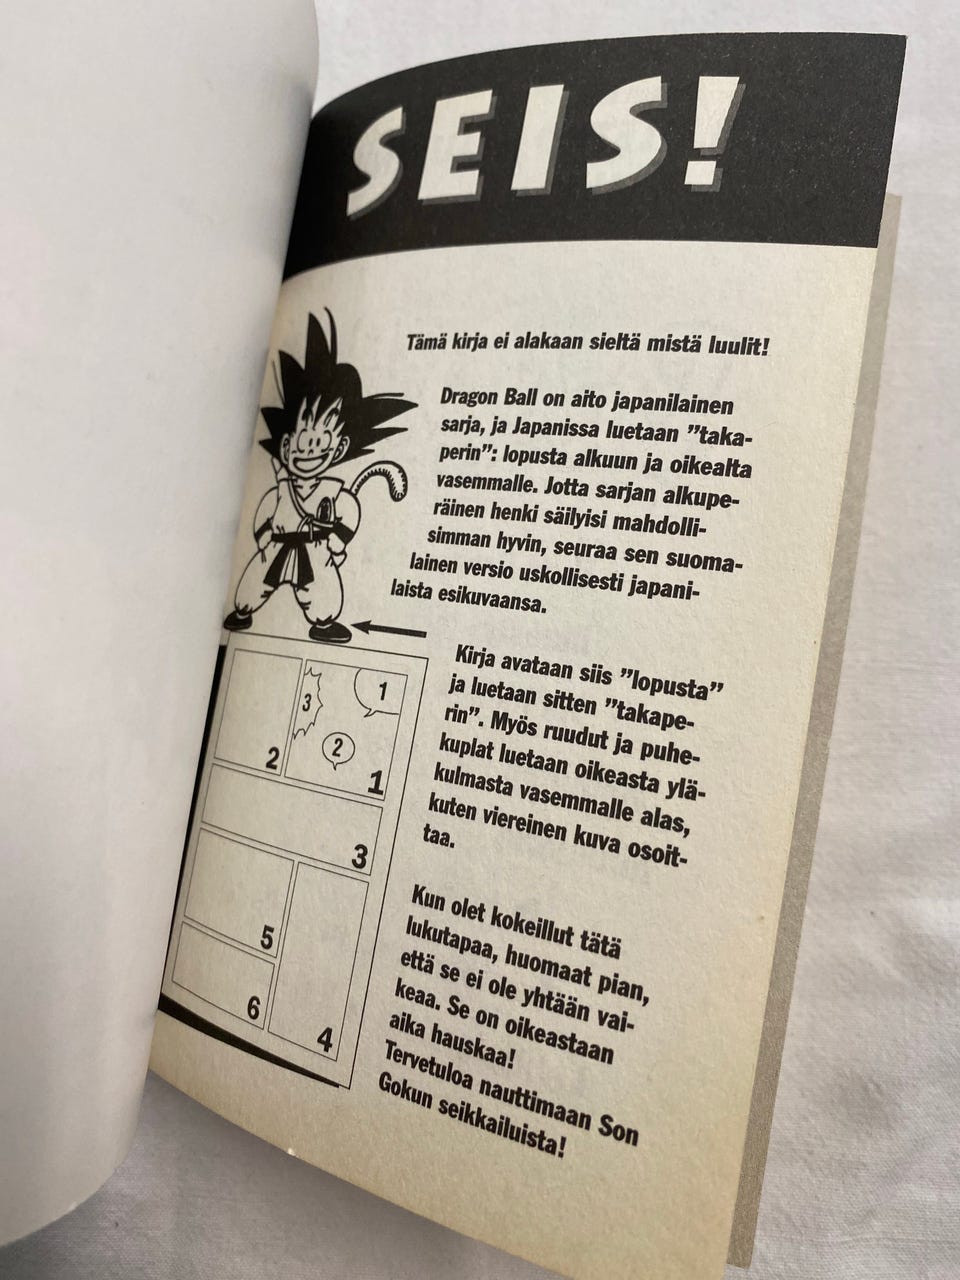 SEIS!
Tämä kirja ei alakaan sieltä mistä luulit!
Dragon Ball on aito japanilainen
sarja, ja Japanissa luetaan ”taka-
perin”: lopusta alkuun ja oikealta
vasemmalle. Jotta sarjan alkupe-
räinen henki säilyisi mahdolli-
simman hyvin, seuraa sen suoma-
lainen versio uskollisesti japani-
laista esikuvaansa.
Kirja avataan siis ”lopusta”
ja luetaan sitten ”takape-
rin”. Myös ruudut ja puhe-
kuplat luetaan oikeasta ylä-
kulmasta vasemmalle alas,
kuten viereinen kuva osoit-
taa.
Kun olet kokeillut tätä
lukutapaa, huomaat pian,
että se ei ole yhtään vai-
keaa. Se on oikeastaan
aika hauskaa!
Tervetuloa nauttimaan Son
Gokun seikkailuista!
1
2
3
1
2
3
4
5
6